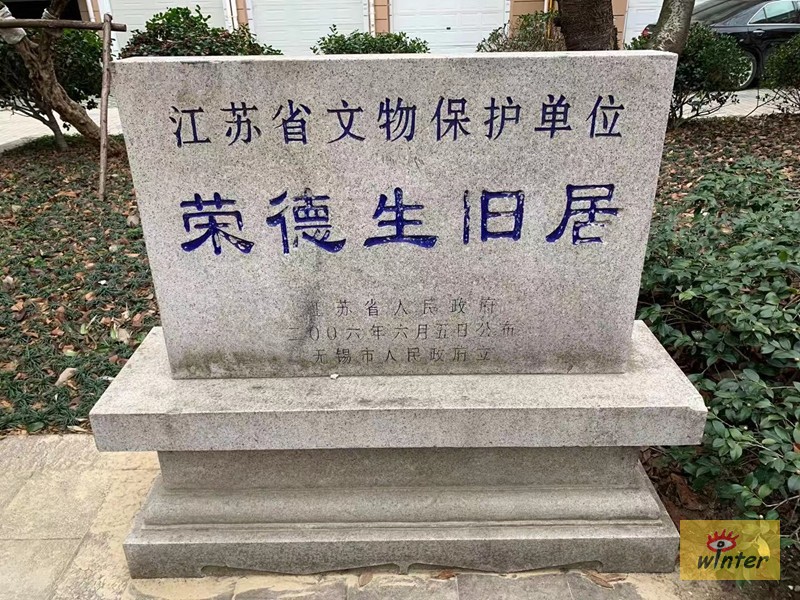 江苏省文物保护单位
荣德生旧居
江苏省人民政府
二〇〇六年六月五日公布
无锡市人民政府立
winter